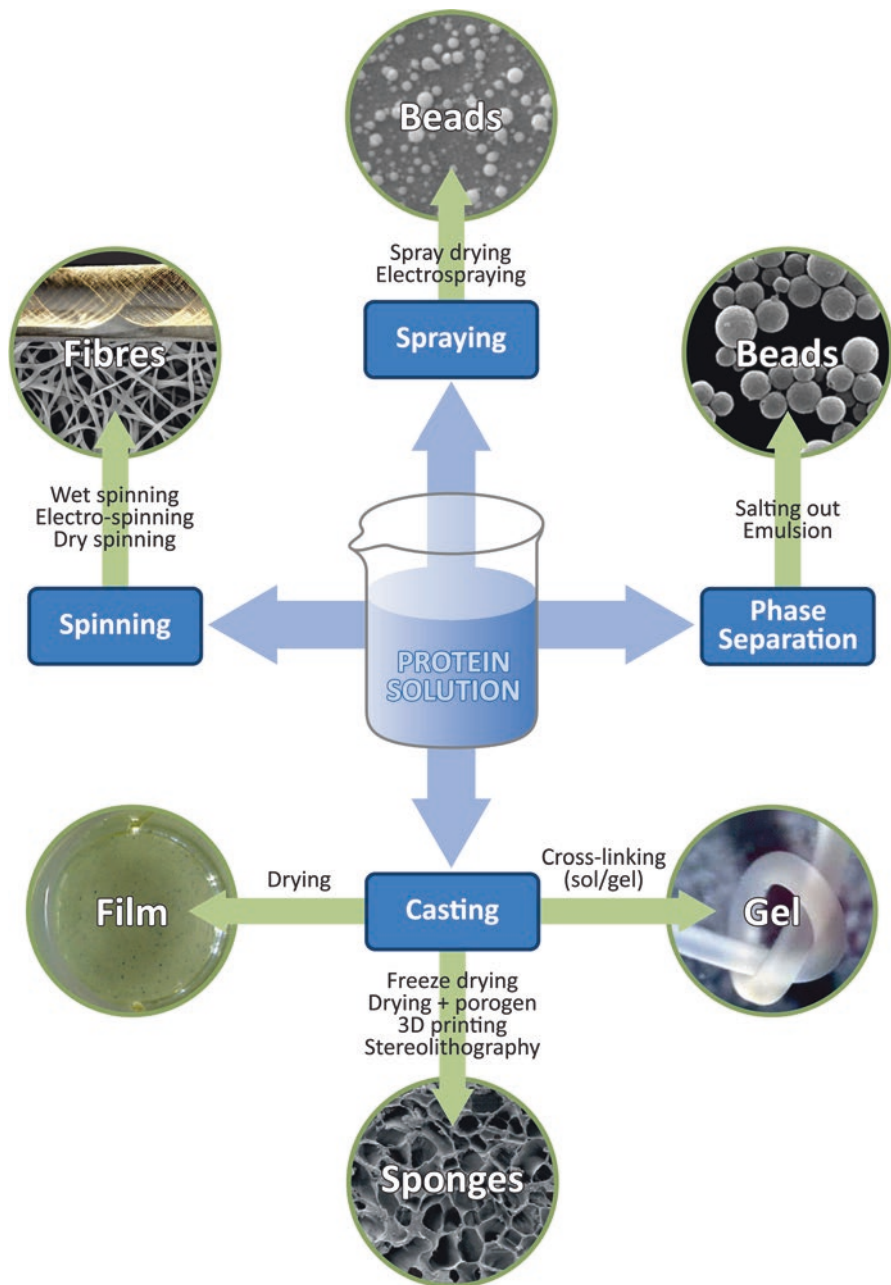 Beads
Spray drying
Electrospraying
Spraying
Fibres
Wet spinning
Electro-spinning
Dry spinning
Spinning
Beads
Salting out
Emulsion
Phase
Separation
PROTEIN
SOLUTION
Film
Drying
Casting
Cross-linking
(sol/gel)
Gel
Freeze drying
Drying + porogen
3D printing
Stereolithography
Sponges